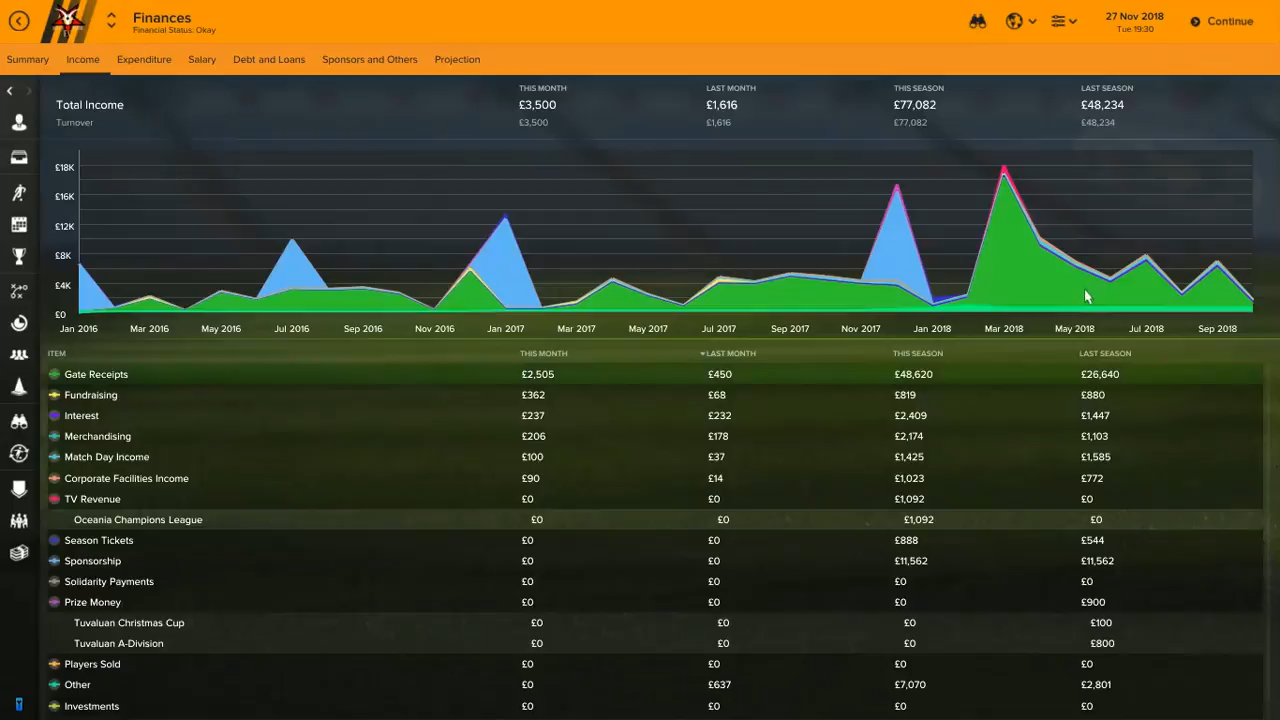 Finances
Financial Status: Okay
27 Nov 2018
Tue 19:30
Continue
Summary Income Expenditure Salary Debt and Loans Sponsors and Others Projection
THIS MONTH LAST MONTH THIS SEASON LAST SEASON
Total Income £3,500 £1,616 £77,082 £48,234
Turnover £3,500 £1,616 £77,082 £48,234
£18K
£16K
£12K
£8K
£4K
£0
Jan 2016 Mar 2016 May 2016 Jul 2016 Sep 2016 Nov 2016 Jan 2017 Mar 2017 May 2017 Jul 2017 Sep 2017 Nov 2017 Jan 2018 Mar 2018 May 2018 Jul 2018 Sep 2018
ITEM THIS MONTH LAST MONTH THIS SEASON LAST SEASON
Gate Receipts £2,505 £450 £48,620 £26,640
Fundraising £362 £68 £819 £880
Interest £237 £232 £2,409 £1,447
Merchandising £206 £178 £2,174 £1,103
Match Day Income £100 £37 £1,425 £1,585
Corporate Facilities Income £90 £14 £1,023 £772
TV Revenue £0 £0 £1,092 £0
Oceania Champions League £0 £0 £1,092 £0
Season Tickets £0 £0 £888 £544
Sponsorship £0 £0 £11,562 £11,562
Solidarity Payments £0 £0 £0 £0
Prize Money £0 £0 £0 £900
Tuvaluan Christmas Cup £0 £0 £0 £100
Tuvaluan A-Division £0 £0 £0 £800
Players Sold £0 £0 £0 £0
Other £0 £637 £7,070 £2,801
Investments £0 £0 £0 £0